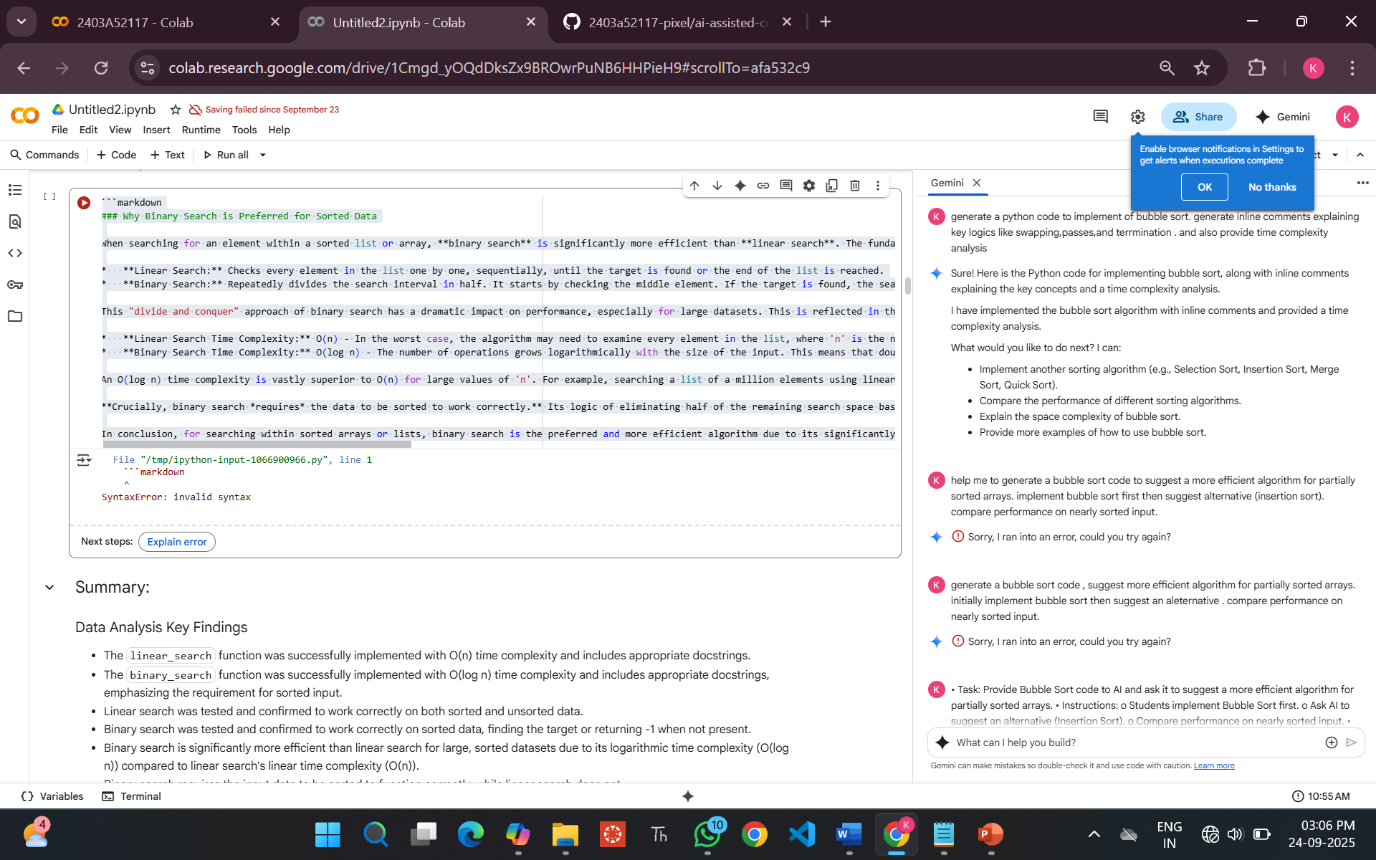 2403A52117 - Colab
Untitled2.ipynb - Colab
2403a52117-pixel/ai-assisted-c
colab.research.google.com/drive/1Cmgd_yOQdDksZx9BROwrPuNB6HHPieH9#scrollTo=afa532c9
K
Untitled2.ipynb
Saving failed since September 23
File Edit View Insert Runtime Tools Help
Share
Gemini
K
Commands + Code + Text Run all
Enable browser notifications in Settings to
get alerts when executions complete
OK
No thanks
[ ]
```markdown
### Why Binary Search is Preferred for Sorted Data
When searching for an element within a sorted list or array, **binary search** is significantly more efficient than **linear search**. The funda
* **Linear Search:** Checks every element in the list one by one, sequentially, until the target is found or the end of the list is reached.
* **Binary Search:** Repeatedly divides the search interval in half. It starts by checking the middle element. If the target is found, the sea
This "divide and conquer" approach of binary search has a dramatic impact on performance, especially for large datasets. This is reflected in th
* **Linear Search Time Complexity:** O(n) - In the worst case, the algorithm may need to examine every element in the list, where 'n' is the n
* **Binary Search Time Complexity:** O(log n) - The number of operations grows logarithmically with the size of the input. This means that dou
An O(log n) time complexity is vastly superior to O(n) for large values of 'n'. For example, searching a list of a million elements using linear
**Crucially, binary search *requires* the data to be sorted to work correctly.** Its logic of eliminating half of the remaining search space bas
In conclusion, for searching within sorted arrays or lists, binary search is the preferred and more efficient algorithm due to its significantly
File "/tmp/ipython-input-1066900966.py", line 1
```markdown
^
SyntaxError: invalid syntax
Next steps: Explain error
Summary:
Data Analysis Key Findings
• The linear_search function was successfully implemented with O(n) time complexity and includes appropriate docstrings.
• The binary_search function was successfully implemented with O(log n) time complexity and includes appropriate docstrings,
emphasizing the requirement for sorted input.
• Linear search was tested and confirmed to work correctly on both sorted and unsorted data.
• Binary search was tested and confirmed to work correctly on sorted data, finding the target or returning -1 when not present.
• Binary search is significantly more efficient than linear search for large, sorted datasets due to its logarithmic time complexity (O(log
n)) compared to linear search's linear time complexity (O(n)).
Gemini
K
generate a python code to implement of bubble sort. generate inline comments explaining
key logics like swapping,passes,and terrmination . and also provide time complexity
analysis
Sure! Here is the Python code for implementing bubble sort, along with inline comments
explaining the key concepts and a time complexity analysis.
I have implemented the bubble sort algorithm with inline comments and provided a time
complexity analysis.
What would you like to do next? I can:
• Implement another sorting algorithm (e.g., Selection Sort, Insertion Sort, Merge
Sort, Quick Sort).
• Compare the performance of different sorting algorithms.
• Explain the space complexity of bubble sort.
• Provide more examples of how to use bubble sort.
K
help me to generate a bubble sort code to suggest a more efficient algorithm for partially
sorted arrays. implement bubble sort first then suggest alternative (insertion sort).
compare performance on nearly sorted input.
Sorry, I ran into an error, could you try again?
K
generate a bubble sort code , suggest more efficient algorithm for partially sorted arrays.
initially implement bubble sort then suggest an aleternative . compare performance on
nearly sorted input.
Sorry, I ran into an error, could you try again?
K
• Task: Provide Bubble Sort code to AI and ask it to suggest a more efficient algorithm for
partially sorted arrays. • Instructions: o Students implement Bubble Sort first. o Ask AI to
suggest an alternative (Insertion Sort). o Compare performance on nearly sorted input. •
What can I help you build?
Gemini can make mistakes so double-check it and use code with caution. Learn more
Variables
Terminal
10:55 AM
4
Th
10
K
ENG
IN
03:06 PM
24-09-2025